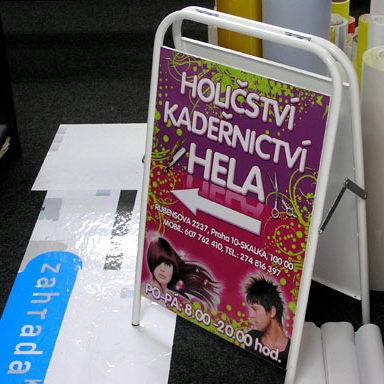 HOLIČSTVÍ
KADEŘNICTVÍ
HELA
RUBENSOVA 2237, Praha 10-SKALKA, 100 00
MOBIL: 607 762 410, TEL.: 274 816 397
PO-PÁ: 8,00 -20,00 hod.
zahrada